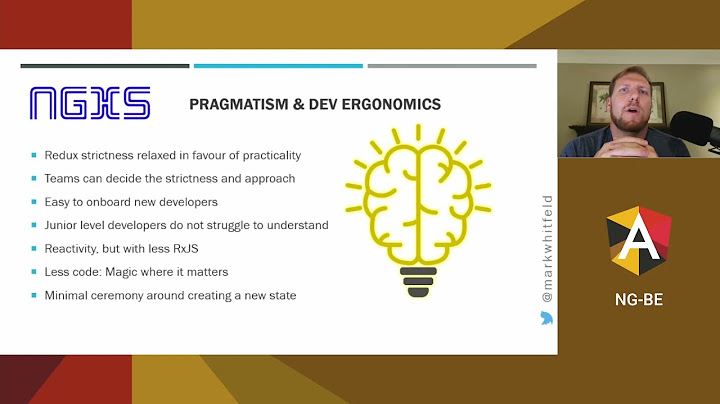 NGXS
PRAGMATISM & DEV ERGONOMICS
Redux strictness relaxed in favour of practicality
Teams can decide the strictness and approach
Easy to onboard new developers
Junior level developers do not struggle to understand
Reactivity, but with less RxJS
Less code: Magic where it matters
Minimal ceremony around creating a new state
@markwhitfeld
A
NG-BE